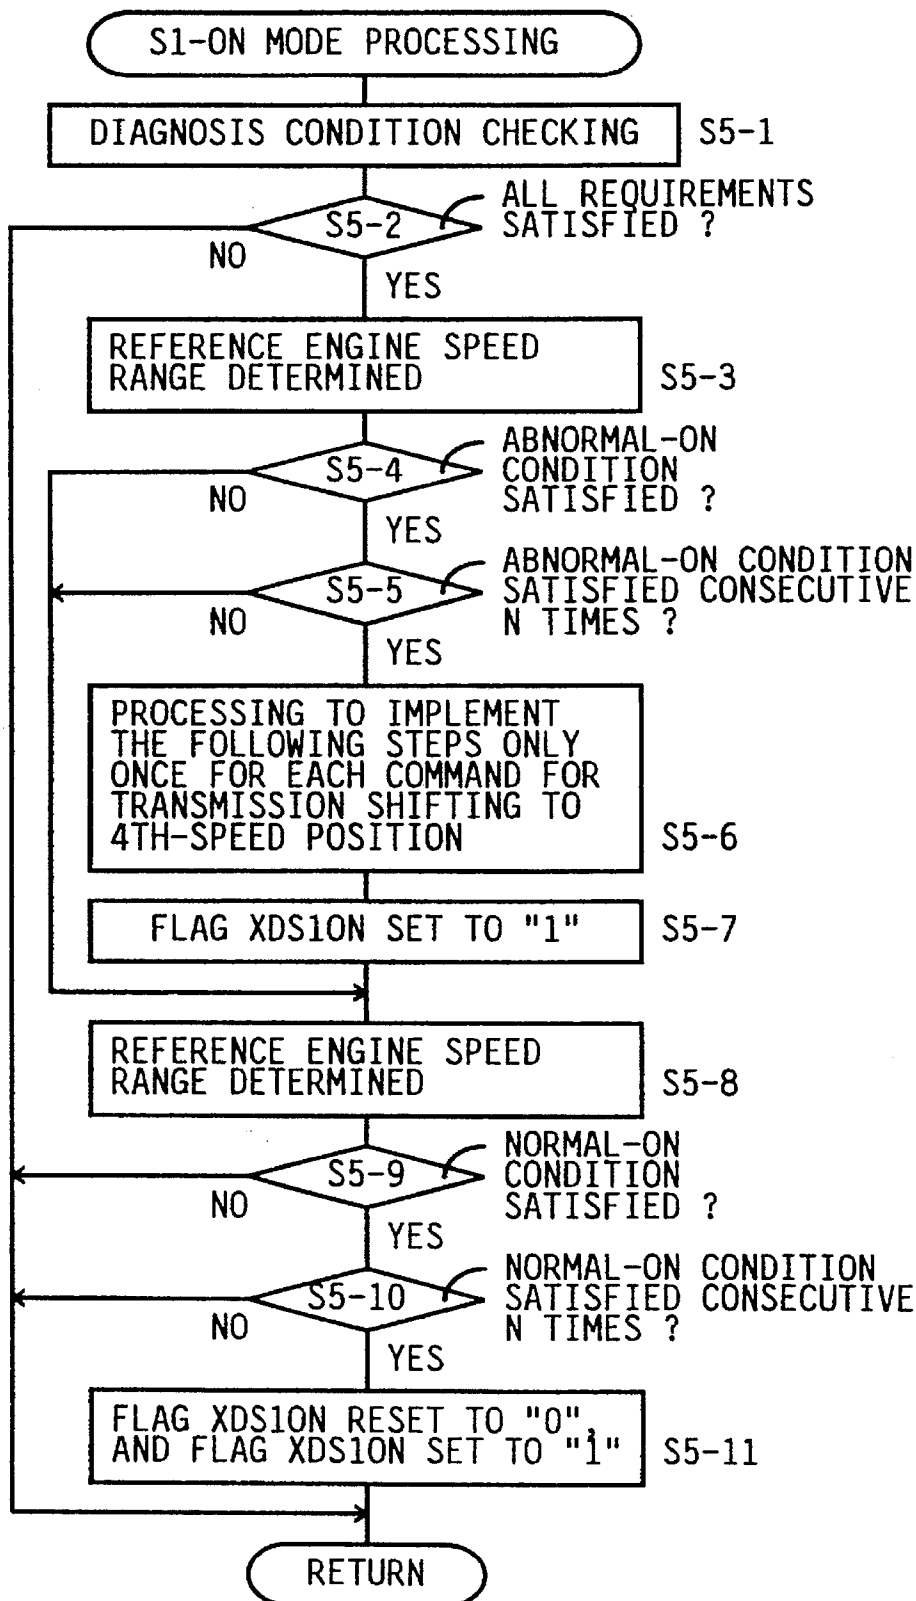 S1-ON MODE PROCESSING
DIAGNOSIS CONDITION CHECKING
S5-1
S5-2
ALL REQUIREMENTS
SATISFIED ?
NO
YES
REFERENCE ENGINE SPEED
RANGE DETERMINED
S5-3
S5-4
ABNORMAL-ON
CONDITION
SATISFIED ?
NO
YES
S5-5
ABNORMAL-ON CONDITION
SATISFIED CONSECUTIVE
N TIMES ?
NO
YES
PROCESSING TO IMPLEMENT
THE FOLLOWING STEPS ONLY
ONCE FOR EACH COMMAND FOR
TRANSMISSION SHIFTING TO
4TH-SPEED POSITION
S5-6
FLAG XDS1ON SET TO "1"
S5-7
REFERENCE ENGINE SPEED
RANGE DETERMINED
S5-8
S5-9
NORMAL-ON
CONDITION
SATISFIED ?
NO
YES
S5-10
NORMAL-ON CONDITION
SATISFIED CONSECUTIVE
N TIMES ?
NO
YES
FLAG XDS1ON RESET TO "0",
AND FLAG XDS1ON SET TO "1"
S5-11
RETURN